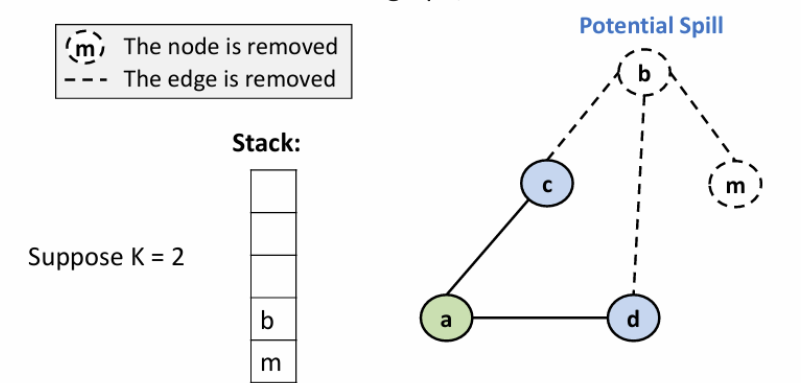 Potential Spill
m The node is removed
The edge is removed
b
Stack:
c
m
Suppose K = 2
b
a
d
m